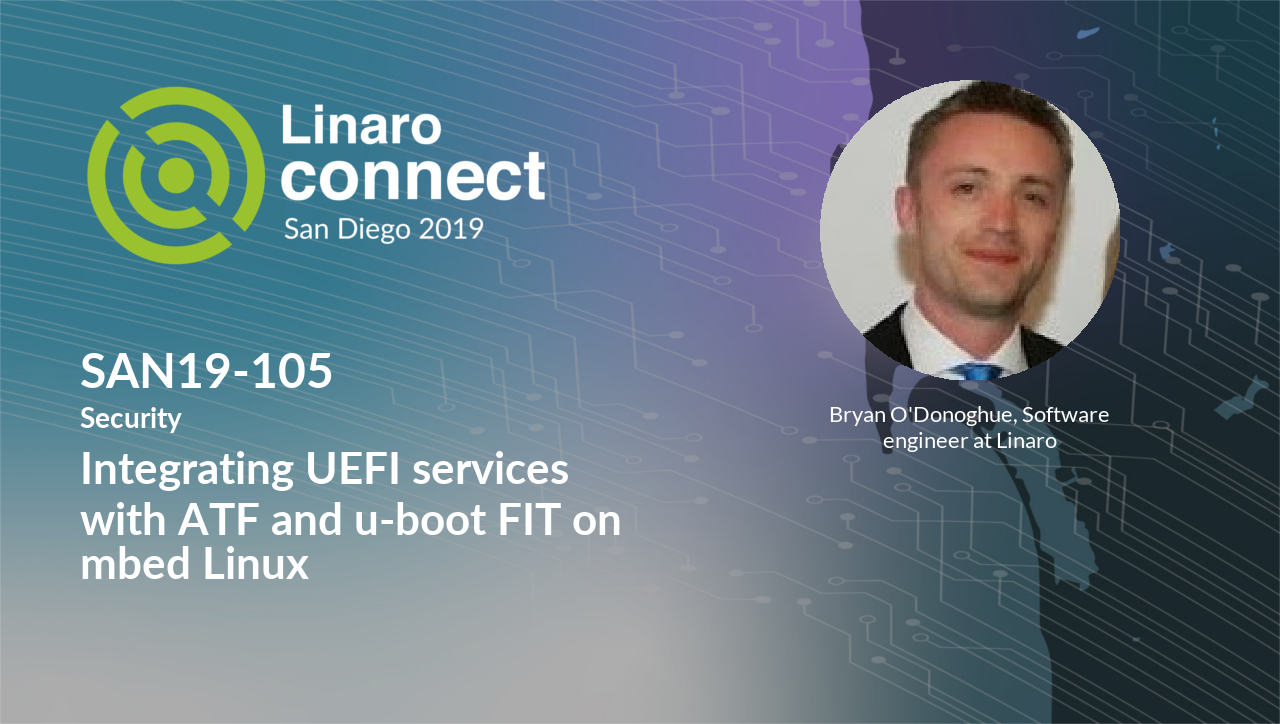 Linaro
connect
San Diego 2019
SAN19-105
Security
Integrating UEFI services
with ATF and u-boot FIT on
mbed Linux
Bryan O'Donoghue, Software
engineer at Linaro